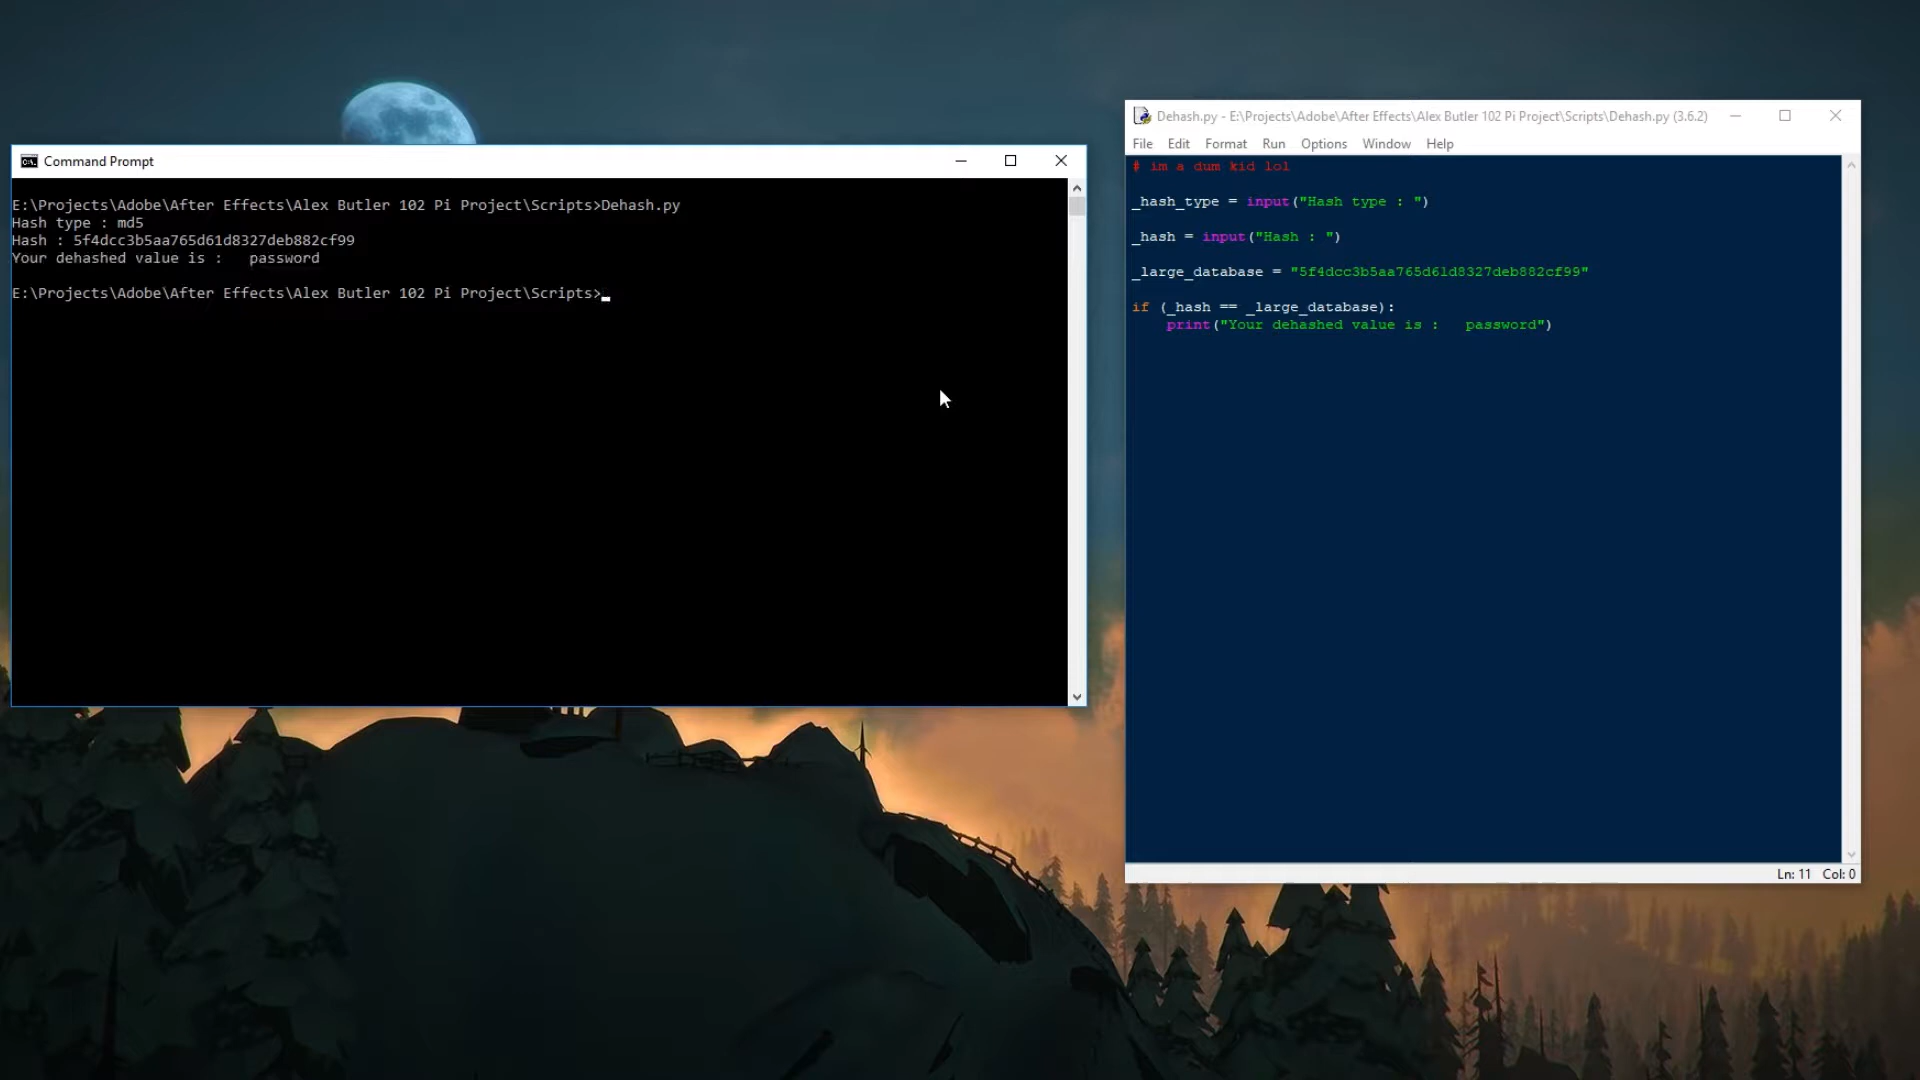 Command Prompt
E:\Projects\Adobe\After Effects\Alex Butler 102 Pi Project\Scripts>Dehash.py
Hash type : md5
Hash : 5f4dcc3b5aa765d61d8327deb882cf99
Your dehashed value is :   password
E:\Projects\Adobe\After Effects\Alex Butler 102 Pi Project\Scripts>
Dehash.py - E:\Projects\Adobe\After Effects\Alex Butler 102 Pi Project\Scripts\Dehash.py (3.6.2)
File Edit Format Run Options Window Help
# im a dum kid lol
_hash_type = input("Hash type : ")
_hash = input("Hash : ")
_large_database = "5f4dcc3b5aa765d61d8327deb882cf99"
if (_hash == _large_database):
    print("Your dehashed value is :   password")
Ln: 11 Col: 0